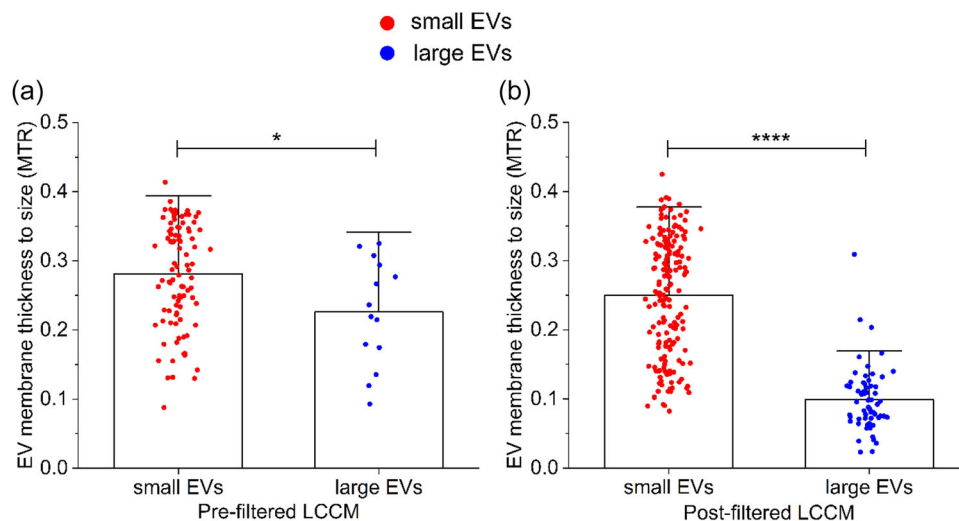 small EVs
large EVs
(a)
EV membrane thickness to size (MTR)
0.5
0.4
0.3
0.2
0.1
0.0
*
small EVs large EVs
Pre-filtered LCCM
(b)
EV membrane thickness to size (MTR)
0.5
0.4
0.3
0.2
0.1
0.0
****
small EVs large EVs
Post-filtered LCCM